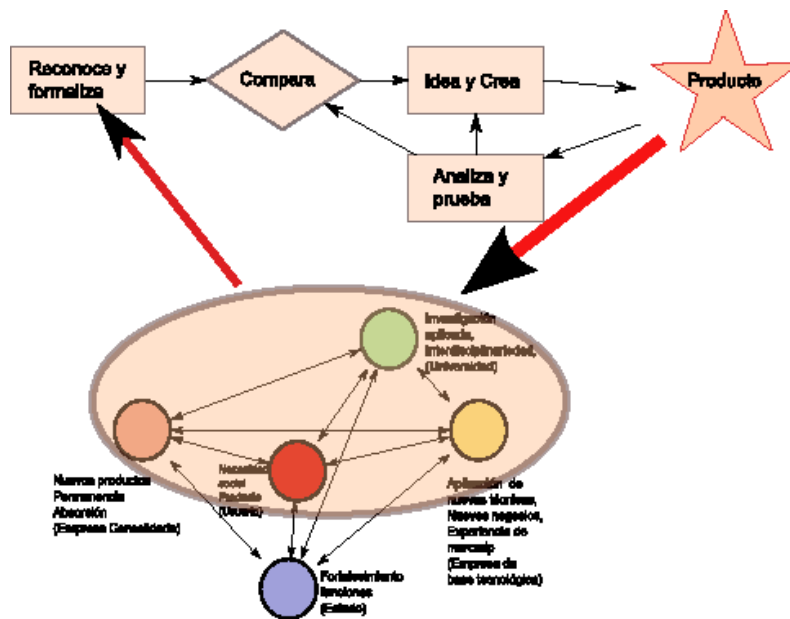 Reconoce y
formaliza
Compara
Idea y Crea
Producto
Analiza y
prueba
Investigación
aplicada,
Interdisciplinariedad,
(Universidad)
Nuevos productos
Permanencia
Absorción
(Empresa Consolidada)
Necesidad
social
(Usuario)
Aplicación de
nuevas técnicas,
Nuevos negocios,
Experiencia de
mercado
(Empresa de
base tecnológica)
Fortalecimiento
funciones
(Estado)